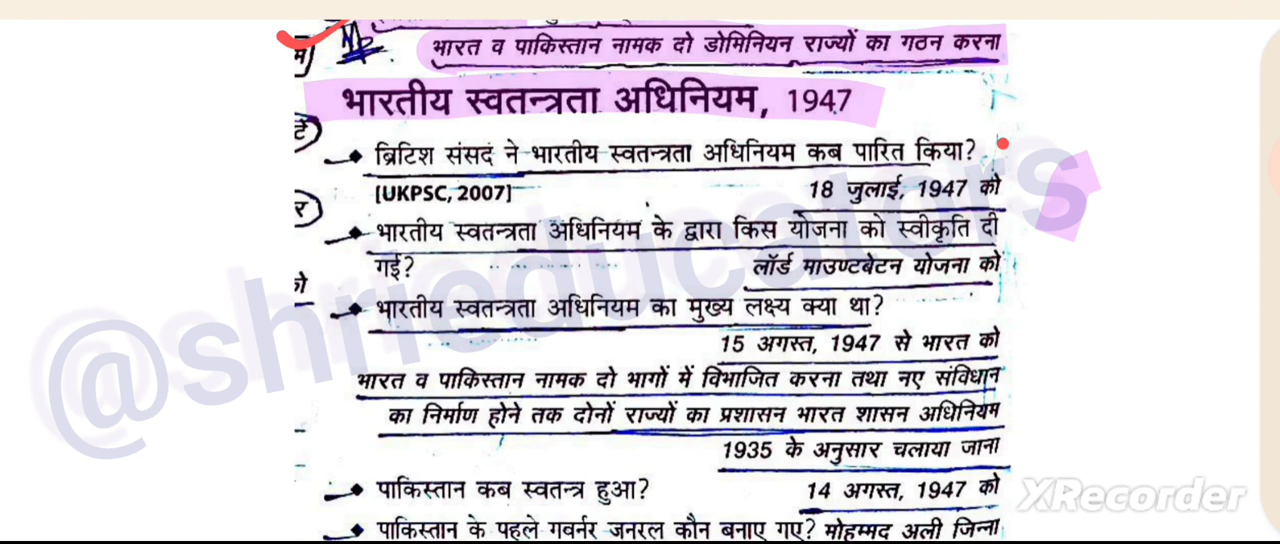 भारत व पाकिस्तान नामक दो डोमिनियन राज्यों का गठन करना
भारतीय स्वतन्त्रता अधिनियम, 1947
ब्रिटिश संसद ने भारतीय स्वतन्त्रता अधिनियम कब पारित किया?
[UKPSC, 2007] 18 जुलाई, 1947 को
भारतीय स्वतन्त्रता अधिनियम के द्वारा किस योजना को स्वीकृति दी
गई? लॉर्ड माउण्टबेटन योजना को
भारतीय स्वतन्त्रता अधिनियम का मुख्य लक्ष्य क्या था?
15 अगस्त, 1947 से भारत को
भारत व पाकिस्तान नामक दो भागों में विभाजित करना तथा नए संविधान
का निर्माण होने तक दोनों राज्यों का प्रशासन भारत शासन अधिनियम
1935 के अनुसार चलाया जाना
पाकिस्तान कब स्वतन्त्र हुआ? 14 अगस्त, 1947 को
पाकिस्तान के पहले गवर्नर जनरल कौन बनाए गए? मोहम्मद अली जिन्ना
@shrieducators
XRecorder